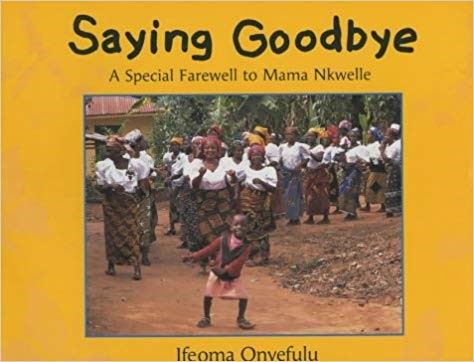 Saying Goodbye
A Special Farewell to Mama Nkwelle
Ifeoma Onyefulu